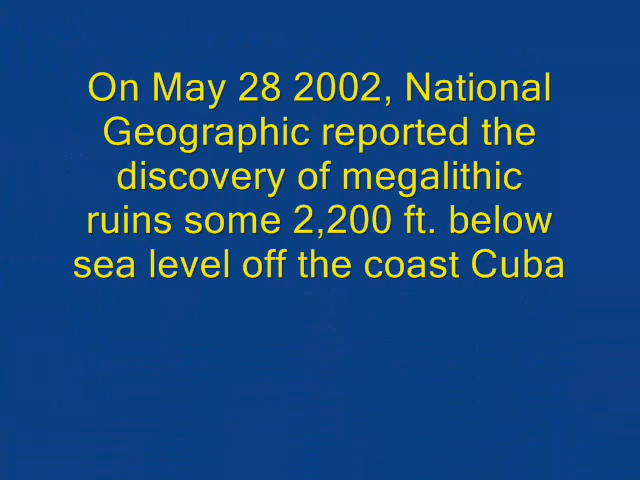 On May 28 2002, National
Geographic reported the
discovery of megalithic
ruins some 2,200 ft. below
sea level off the coast Cuba